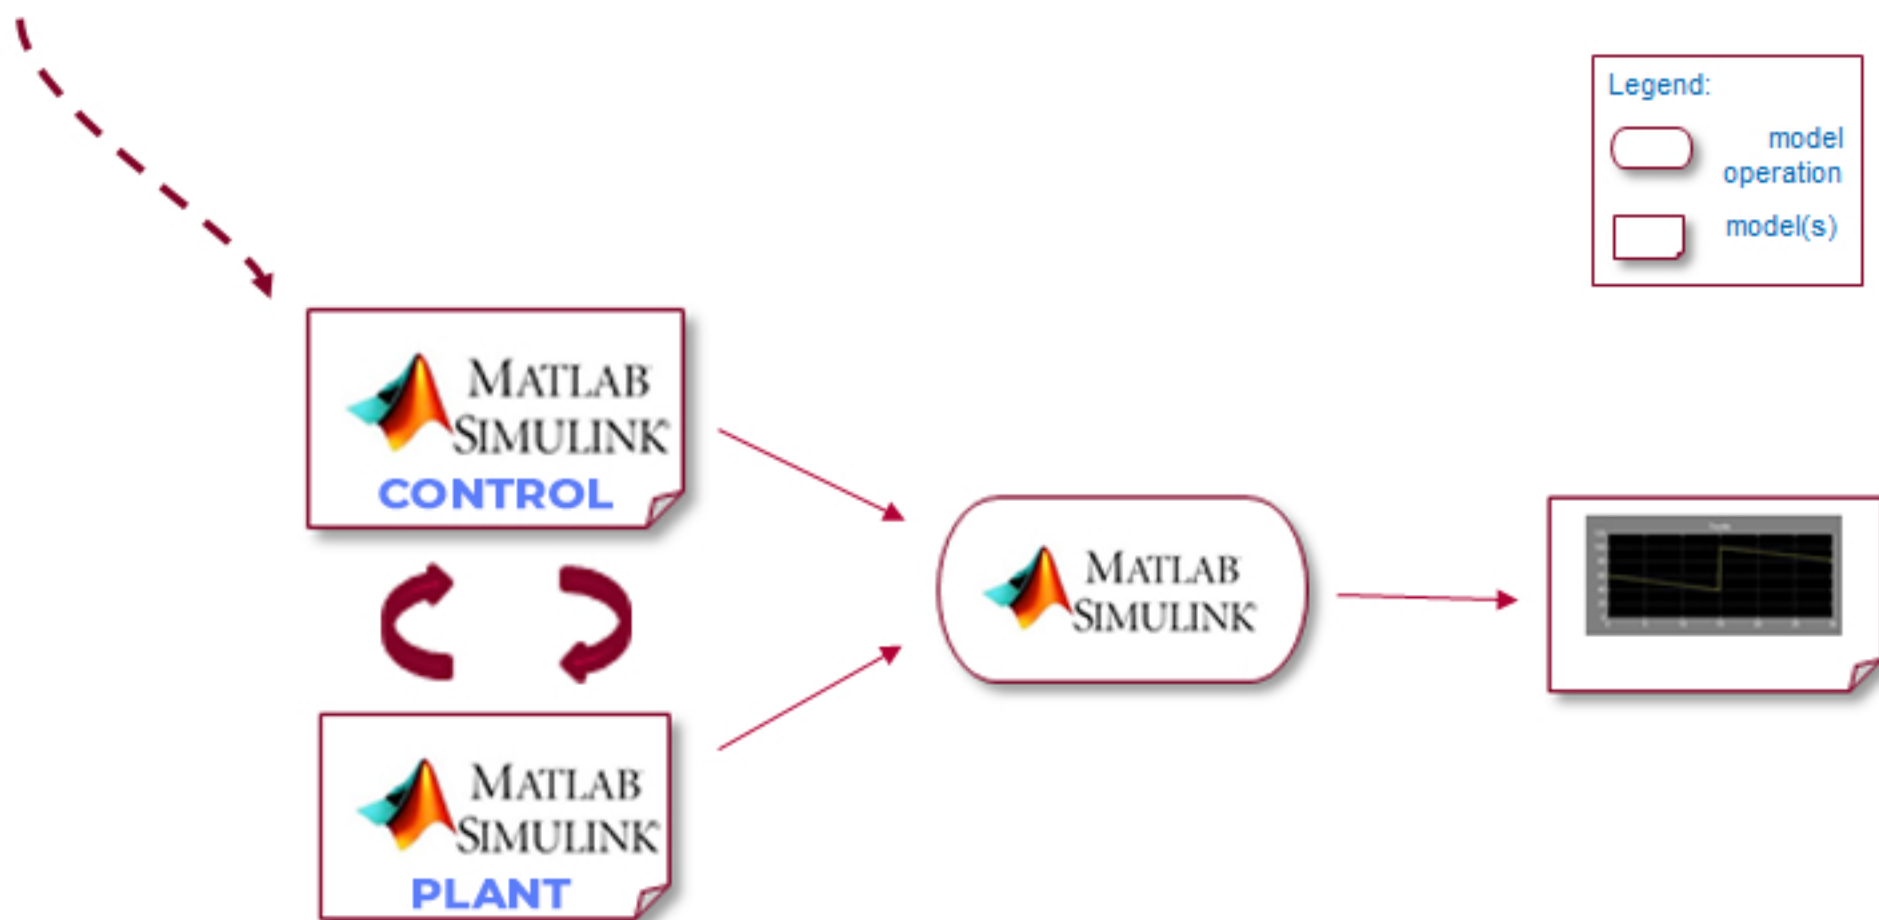 Legend:
model
operation
model(s)
MATLAB
SIMULINK
CONTROL
MATLAB
SIMULINK
MATLAB
SIMULINK
PLANT